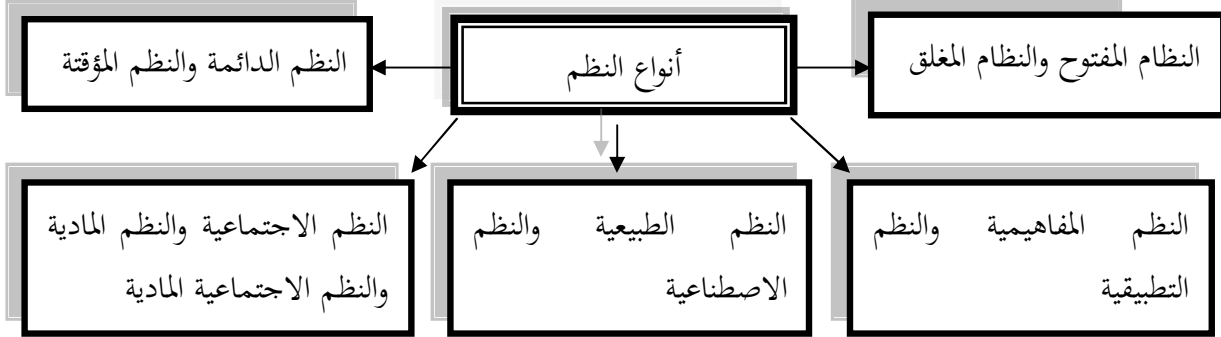 أنواع النظم
النظام المفتوح والنظام المغلق
النظم الدائمة والنظم المؤقتة
النظم المفاهيمية والنظم
التطبيقية
النظم الطبيعية والنظم
الاصطناعية
النظم الاجتماعية والنظم المادية
والنظم الاجتماعية المادية